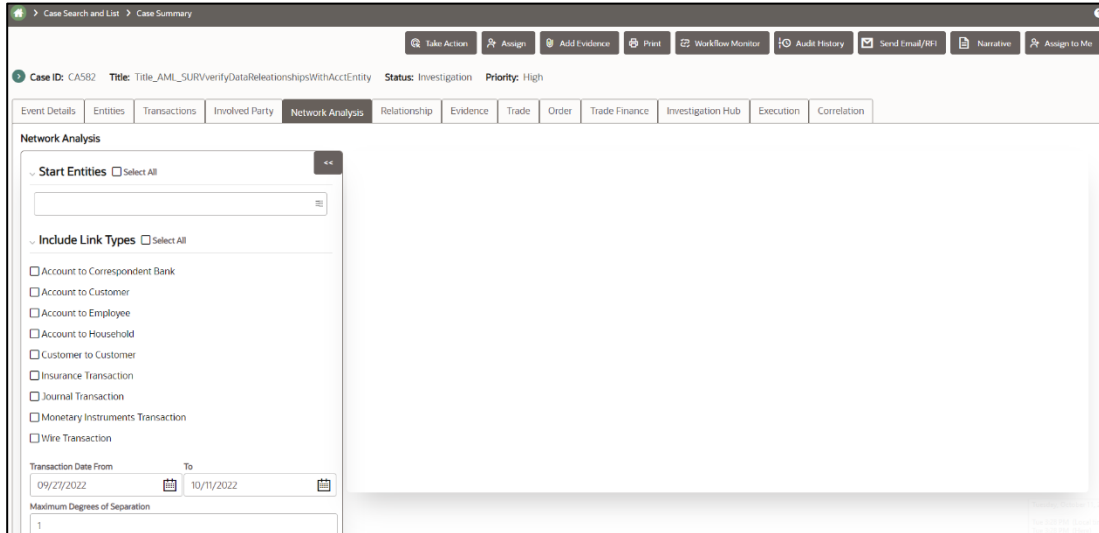 > Case Search and List > Case Summary
Take Action Assign Add Evidence Print Workflow Monitor Audit History Send Email/RFI Narrative Assign to Me
Case ID: CA582 Title: Title_AML_SURVverifyDataReleationshipsWithAcctEntity Status: Investigation Priority: High
Event Details Entities Transactions Involved Party Network Analysis Relationship Evidence Trade Order Trade Finance Investigation Hub Execution Correlation
Network Analysis
<<
Start Entities Select All
Include Link Types Select All
Account to Correspondent Bank
Account to Customer
Account to Employee
Account to Household
Customer to Customer
Insurance Transaction
Journal Transaction
Monetary Instruments Transaction
Wire Transaction
Transaction Date From To
09/27/2022 10/11/2022
Maximum Degrees of Separation
1